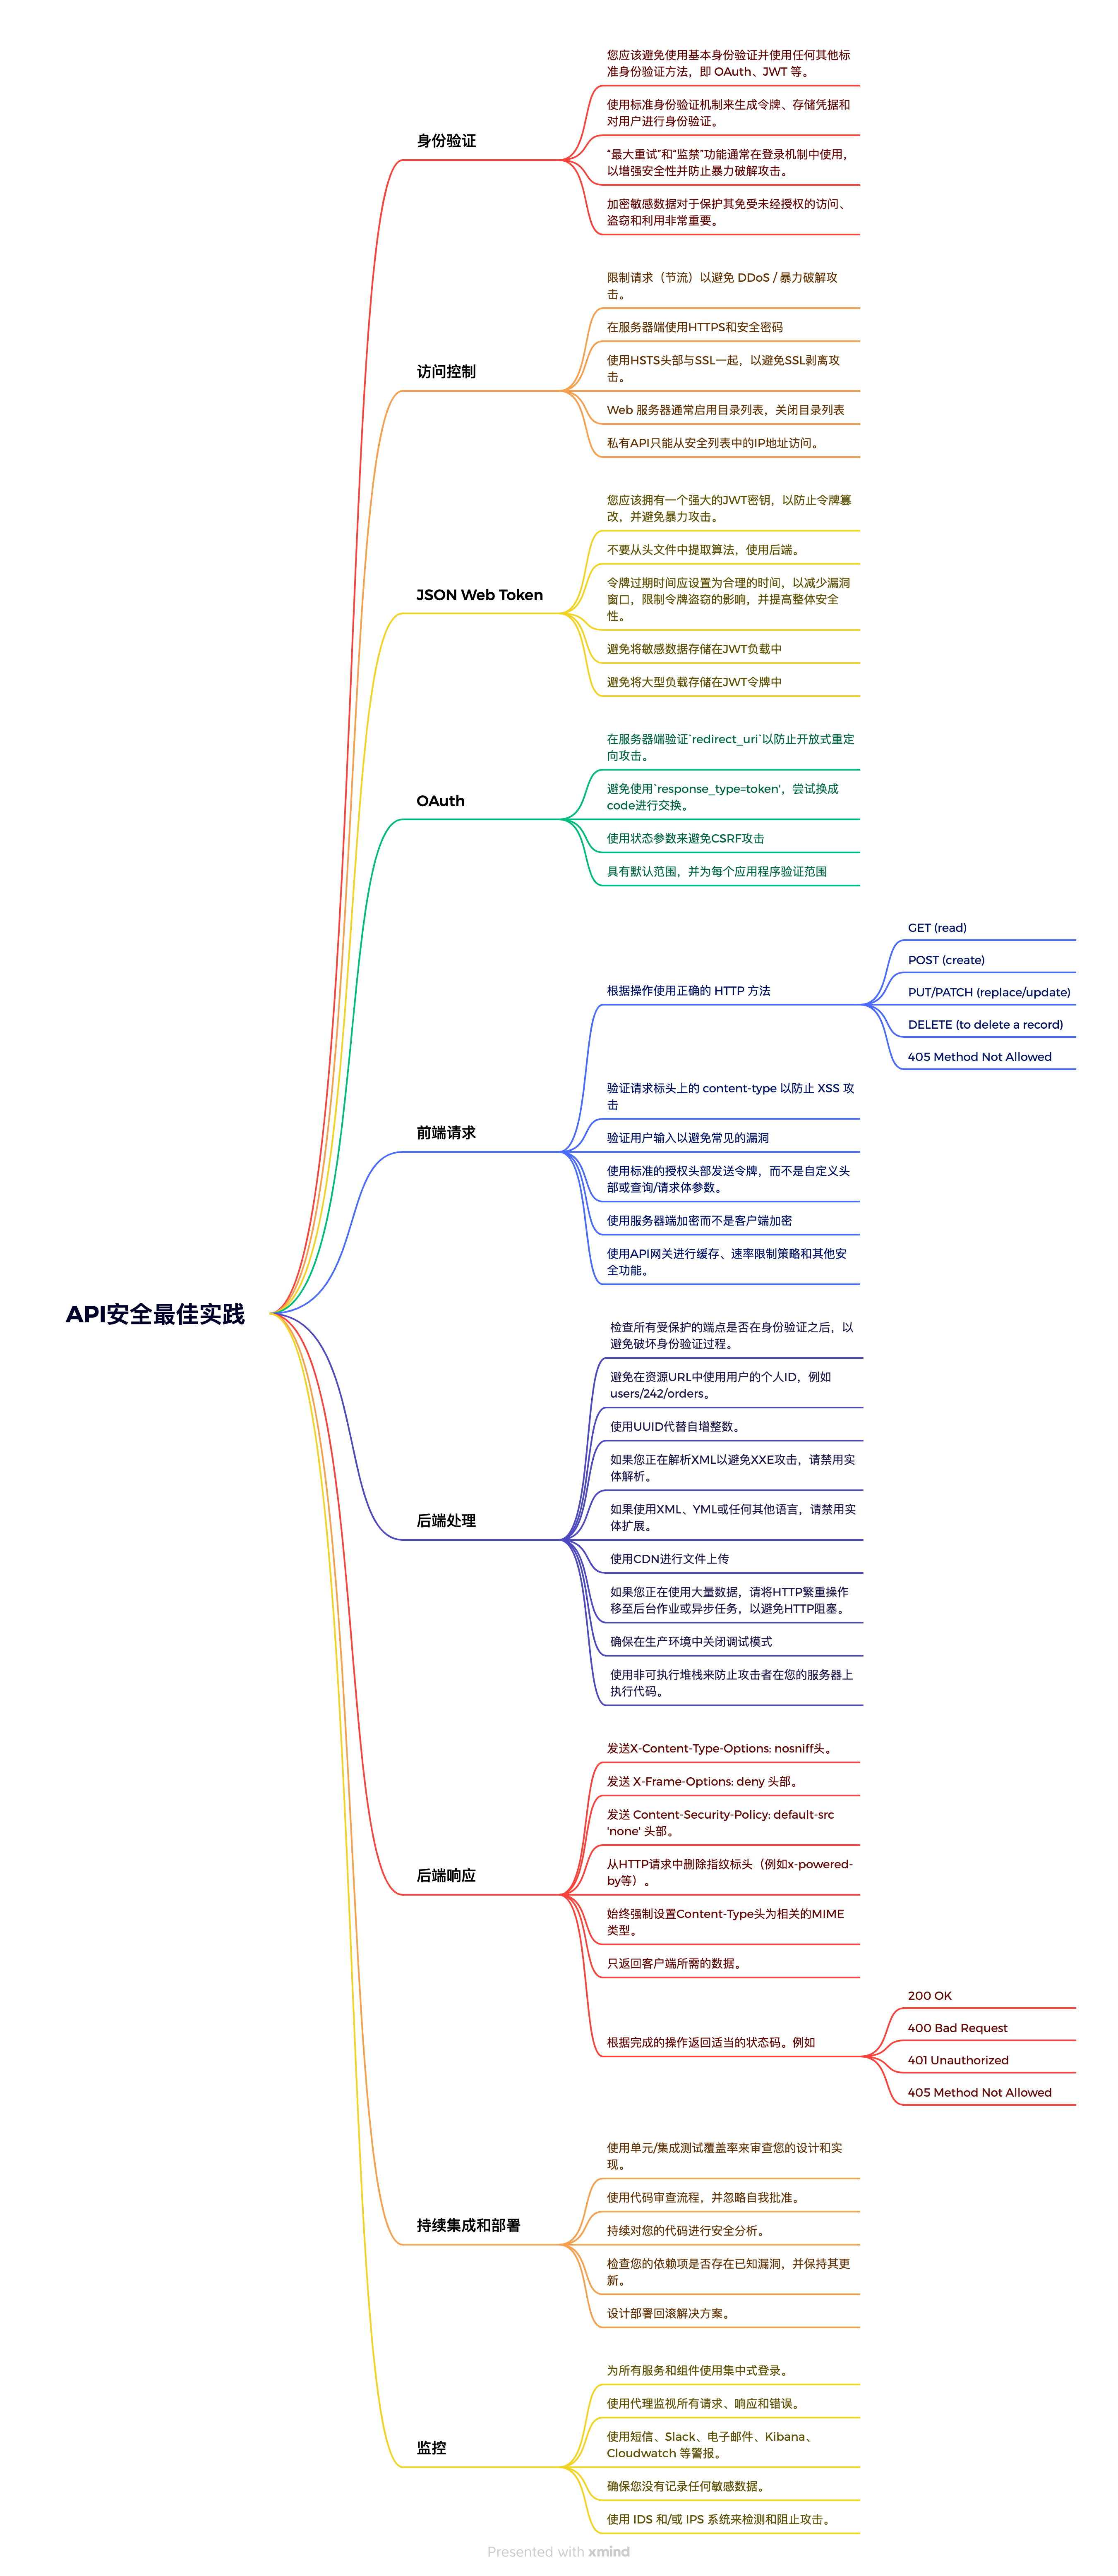 您应该避免使用基本身份验证并使用任何其他标
准身份验证方法，即 OAuth、JWT 等。
使用标准身份验证机制来生成令牌、存储凭据和
对用户进行身份验证。
身份验证
“最大重试”和“监禁”功能通常在登录机制中使用，
以增强安全性并防止暴力破解攻击。
加密敏感数据对于保护其免受未经授权的访问、
盗窃和利用非常重要。
限制请求（节流）以避免 DDoS / 暴力破解攻
击。
在服务器端使用HTTPS和安全密码
使用HSTS头部与SSL一起，以避免SSL剥离攻
击。
访问控制
Web 服务器通常启用目录列表，关闭目录列表
私有API只能从安全列表中的IP地址访问。
您应该拥有一个强大的JWT密钥，以防止令牌篡
改，并避免暴力攻击。
不要从头文件中提取算法，使用后端。
令牌过期时间应设置为合理的时间，以减少漏洞
窗口，限制令牌盗窃的影响，并提高整体安全
性。
JSON Web Token
避免将敏感数据存储在JWT负载中
避免将大型负载存储在JWT令牌中
在服务器端验证`redirect_uri`以防止开放式重定
向攻击。
OAuth
避免使用`response_type=token'，尝试换成
code进行交换。
使用状态参数来避免CSRF攻击
具有默认范围，并为每个应用程序验证范围
根据操作使用正确的 HTTP 方法
GET (read)
POST (create)
PUT/PATCH (replace/update)
DELETE (to delete a record)
405 Method Not Allowed
验证请求标头上的 content-type 以防止 XSS 攻
击
前端请求
验证用户输入以避免常见的漏洞
使用标准的授权头部发送令牌，而不是自定义头
部或查询/请求体参数。
使用服务器端加密而不是客户端加密
使用API网关进行缓存、速率限制策略和其他安
全功能。
API安全最佳实践
检查所有受保护的端点是否在身份验证之后，以
避免破坏身份验证过程。
避免在资源URL中使用用户的个人ID，例如
users/242/orders。
使用UUID代替自增整数。
如果您正在解析XML以避免XXE攻击，请禁用实
体解析。
后端处理
如果使用XML、YML或任何其他语言，请禁用实
体扩展。
使用CDN进行文件上传
如果您正在使用大量数据，请将HTTP繁重操作
移至后台作业或异步任务，以避免HTTP阻塞。
确保在生产环境中关闭调试模式
使用非可执行堆栈来防止攻击者在您的服务器上
执行代码。
发送X-Content-Type-Options: nosniff头。
发送 X-Frame-Options: deny 头部。
发送 Content-Security-Policy: default-src
'none' 头部。
后端响应
从HTTP请求中删除指纹标头（例如x-powered-
by等）。
始终强制设置Content-Type头为相关的MIME
类型。
只返回客户端所需的数据。
根据完成的操作返回适当的状态码。例如
200 OK
400 Bad Request
401 Unauthorized
405 Method Not Allowed
使用单元/集成测试覆盖率来审查您的设计和实
现。
使用代码审查流程，并忽略自我批准。
持续集成和部署
持续对您的代码进行安全分析。
检查您的依赖项是否存在已知漏洞，并保持其更
新。
设计部署回滚解决方案。
为所有服务和组件使用集中式登录。
使用代理监视所有请求、响应和错误。
监控
使用短信、Slack、电子邮件、Kibana、
Cloudwatch 等警报。
确保您没有记录任何敏感数据。
使用 IDS 和/或 IPS 系统来检测和阻止攻击。
Presented with xmind